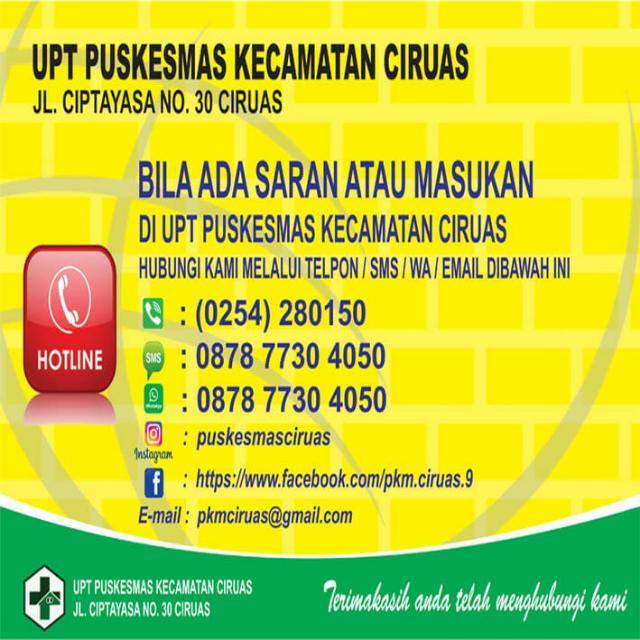 UPT PUSKESMAS KECAMATAN CIRUAS
JL. CIPTAYASA NO. 30 CIRUAS
BILA ADA SARAN ATAU MASUKAN
DI UPT PUSKESMAS KECAMATAN CIRUAS
HUBUNGI KAMI MELALUI TELPON / SMS / WA / EMAIL DIBAWAH INI
HOTLINE
: (0254) 280150
SMS : 0878 7730 4050
WhatsApp : 0878 7730 4050
Instagram : puskesmasciruas
f : https://www.facebook.com/pkm.ciruas.9
E-mail : pkmciruas@gmail.com
UPT PUSKESMAS KECAMATAN CIRUAS
JL. CIPTAYASA NO. 30 CIRUAS
Terimakasih anda telah menghubungi kami